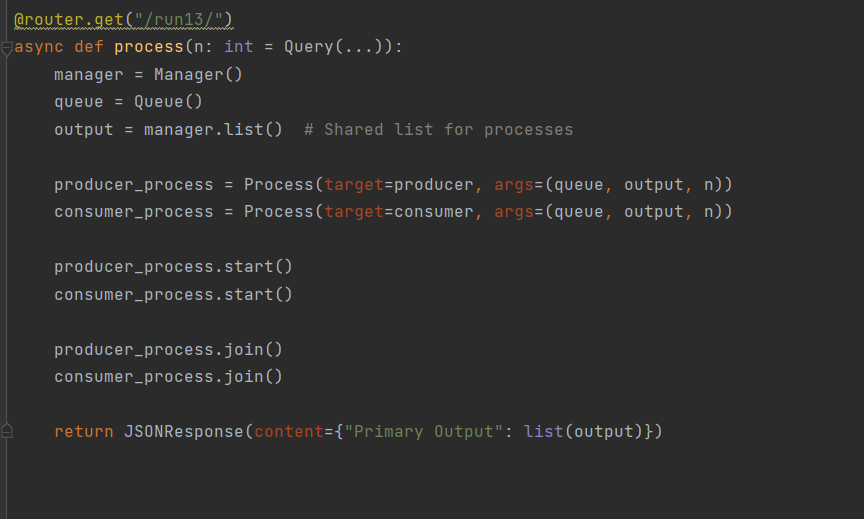 @router.get("/run13/")
async def process(n: int = Query(...)):
    manager = Manager()
    queue = Queue()
    output = manager.list()  # Shared list for processes
    producer_process = Process(target=producer, args=(queue, output, n))
    consumer_process = Process(target=consumer, args=(queue, output, n))
    producer_process.start()
    consumer_process.start()
    producer_process.join()
    consumer_process.join()
    return JSONResponse(content={"Primary Output": list(output)})